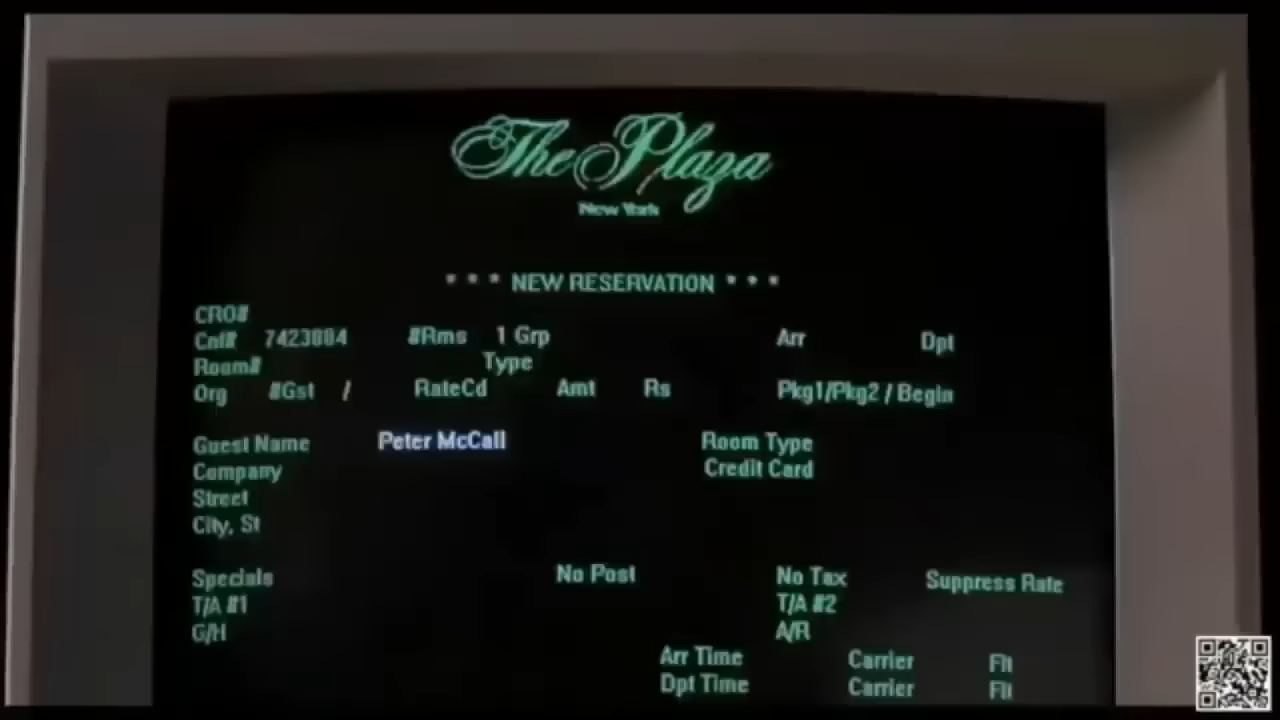 The Plaza
New York
* * * NEW RESERVATION * * *
CRO#
Cnf# 7423884 #Rms 1 Grp Arr Dpt
Room# Type
Org #Gst / RateCd Amt Rs Pkg1/Pkg2 / Begin
Guest Name Peter McCall Room Type
Company Credit Card
Street
City, St
Specials No Post No Tax Suppress Rate
T/A #1 T/A #2
G/H A/R
Arr Time Carrier Flt
Dpt Time Carrier Flt